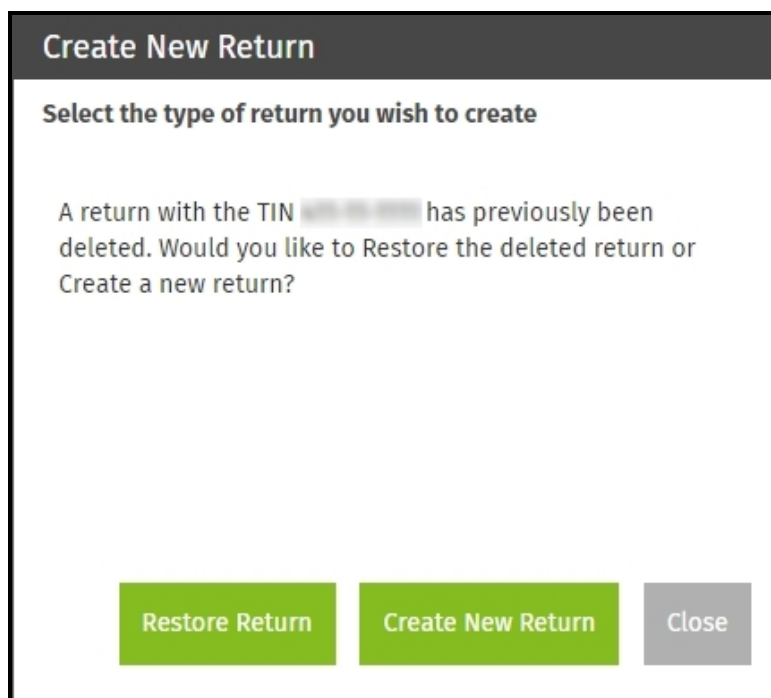 Create New Return
Select the type of return you wish to create
A return with the TIN has previously been
deleted. Would you like to Restore the deleted return or
Create a new return?
Restore Return
Create New Return
Close